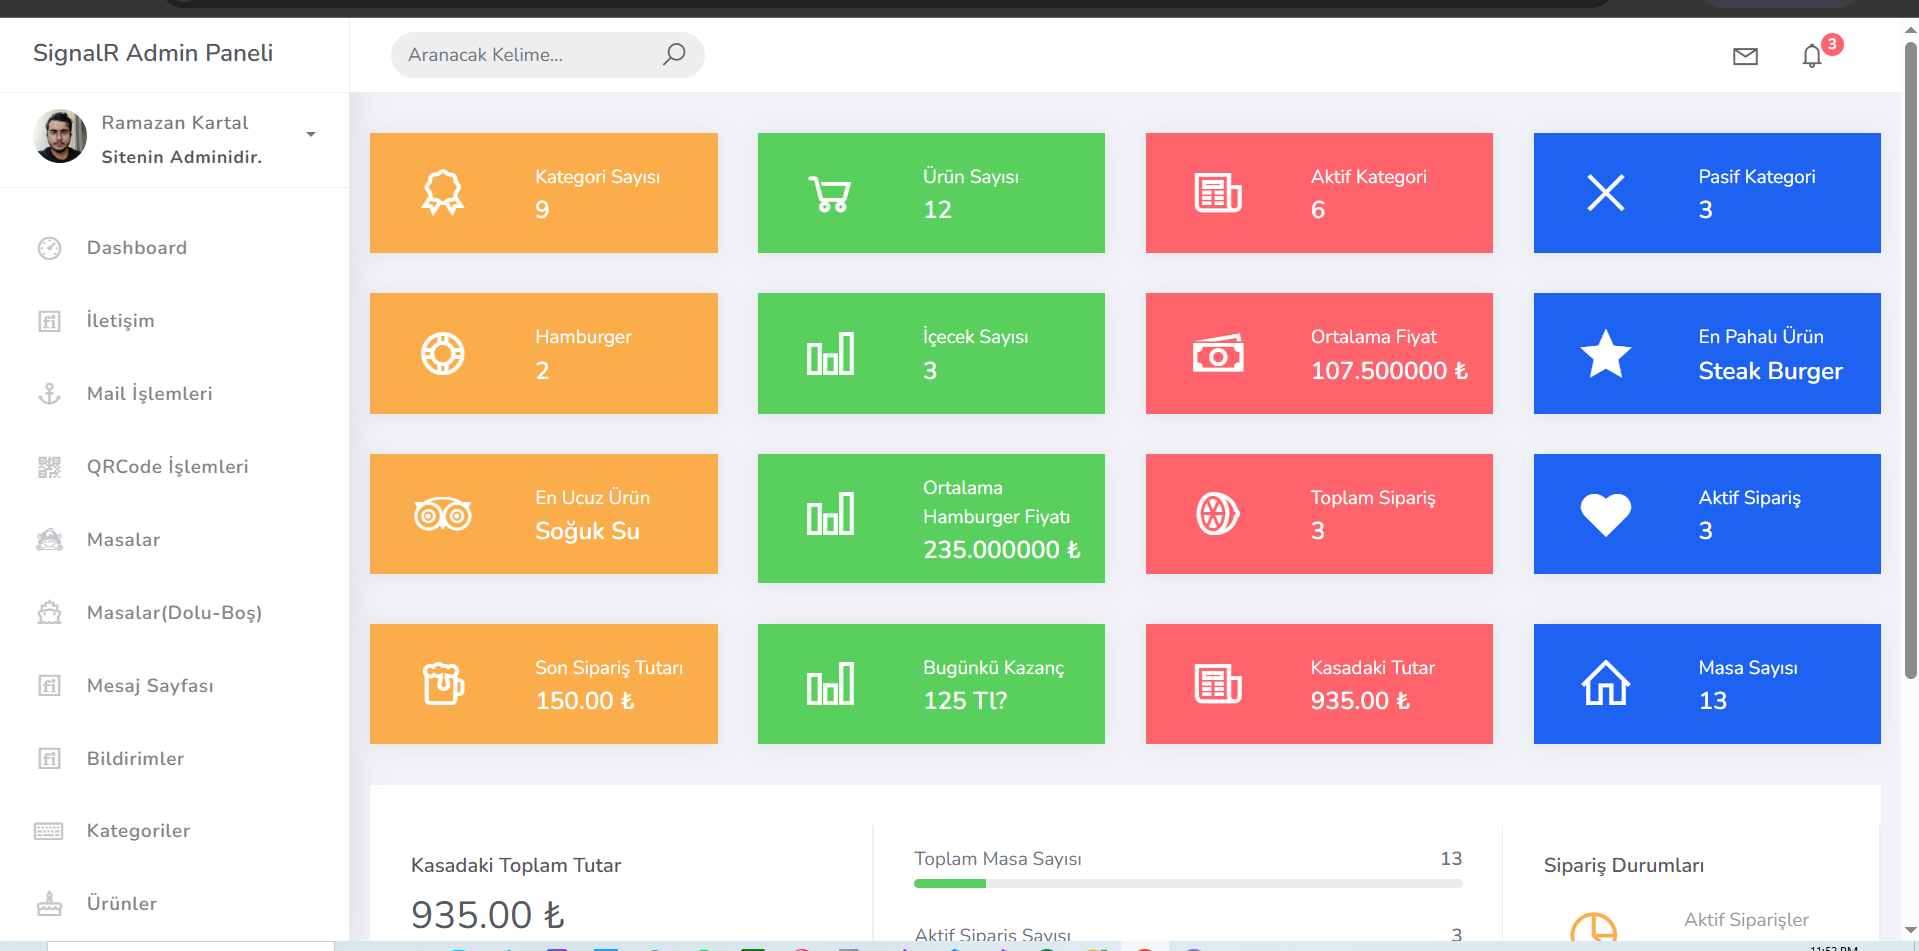 SignalR Admin Paneli
Aranacak Kelime...
3
Ramazan Kartal
Sitenin Adminidir.
Dashboard
İletişim
Mail İşlemleri
QRCode İşlemleri
Masalar
Masalar(Dolu-Boş)
Mesaj Sayfası
Bildirimler
Kategoriler
Ürünler
Kategori Sayısı
9
Ürün Sayısı
12
Aktif Kategori
6
Pasif Kategori
3
Hamburger
2
İçecek Sayısı
3
Ortalama Fiyat
107.500000 ₺
En Pahalı Ürün
Steak Burger
En Ucuz Ürün
Soğuk Su
Ortalama
Hamburger Fiyatı
235.000000 ₺
Toplam Sipariş
3
Aktif Sipariş
3
Son Sipariş Tutarı
150.00 ₺
Bugünkü Kazanç
125 Tl?
Kasadaki Tutar
935.00 ₺
Masa Sayısı
13
Kasadaki Toplam Tutar
935.00 ₺
Toplam Masa Sayısı 13
Aktif Sipariş Sayısı 3
Sipariş Durumları
Aktif Siparişler
11:52 PM